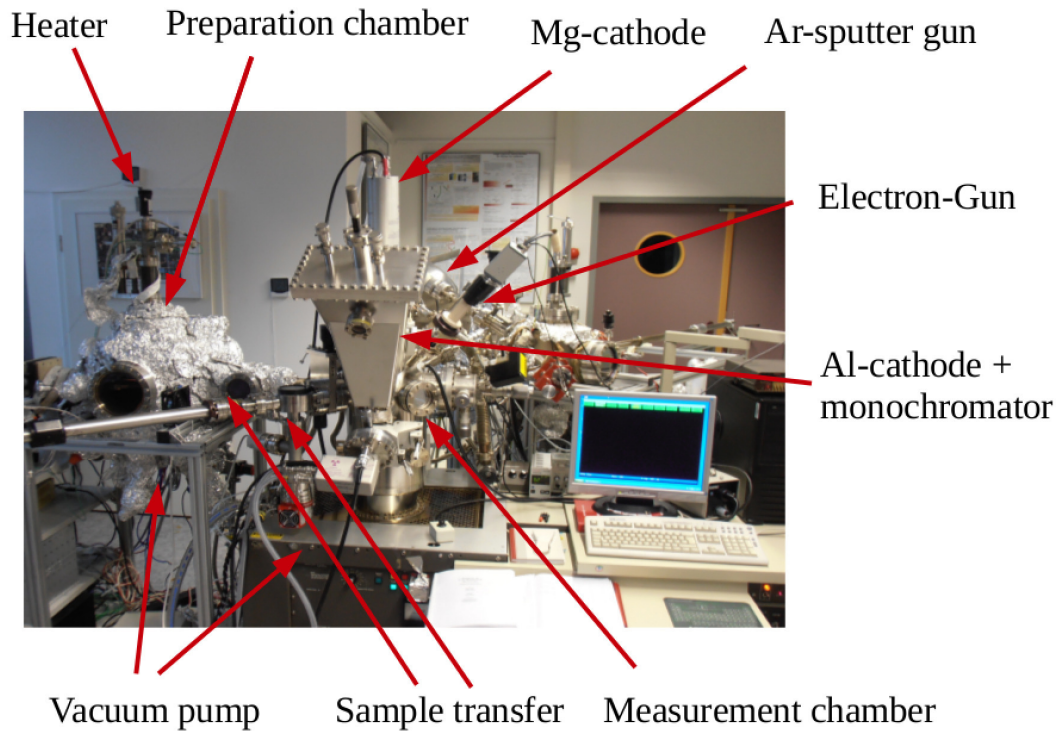 Heater
Preparation chamber
Mg-cathode
Ar-sputter gun
Electron-Gun
Al-cathode +
monochromator
Vacuum pump
Sample transfer
Measurement chamber